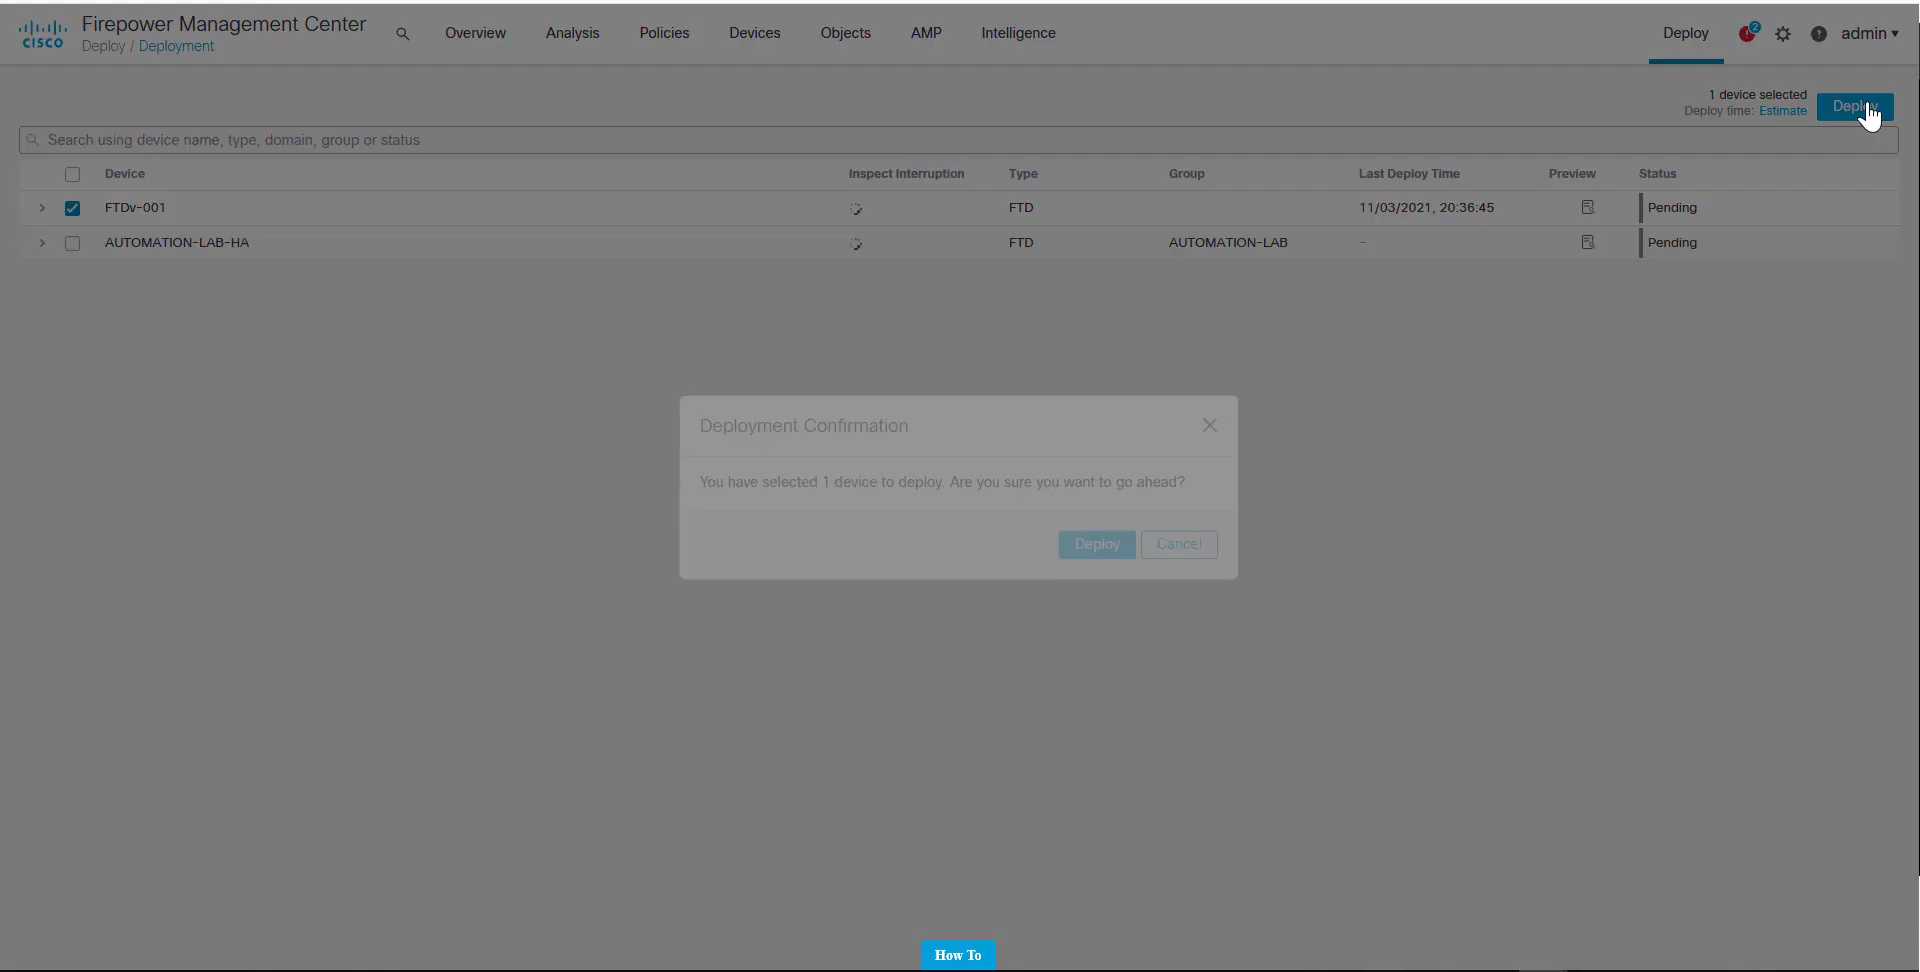 Firepower Management Center
CISCO
Deploy / Deployment
Overview
Analysis
Policies
Devices
Objects
AMP
Intelligence
Deploy
2
admin
1 device selected
Deploy time: Estimate
Deploy
Search using device name, type, domain, group or status
Device
Inspect Interruption
Type
Group
Last Deploy Time
Preview
Status
FTDv-001
FTD
11/03/2021, 20:36:45
Pending
AUTOMATION-LAB-HA
FTD
AUTOMATION-LAB
--
Pending
Deployment Confirmation
You have selected 1 device to deploy. Are you sure you want to go ahead?
Deploy
Cancel
How To